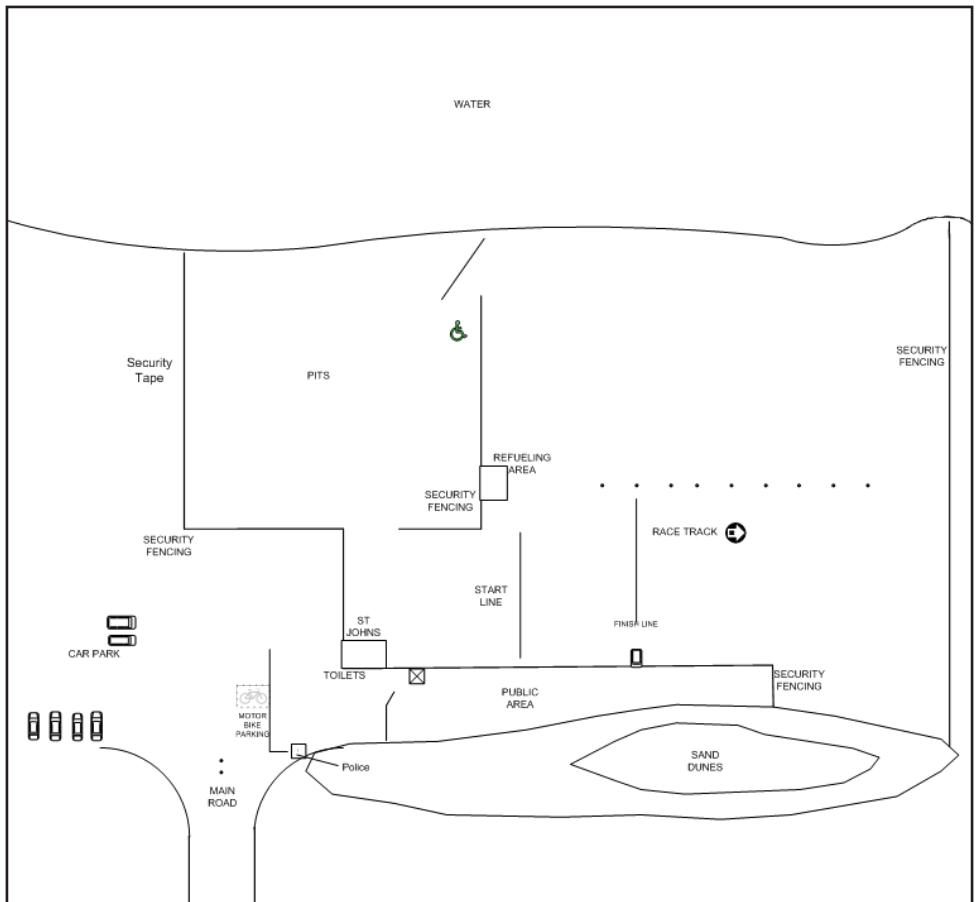 WATER
Security
Tape
PITS
SECURITY
FENCING
REFUELING
AREA
SECURITY
FENCING
SECURITY
FENCING
RACE TRACK
START
LINE
FINISH LINE
ST
JOHNS
CAR PARK
TOILETS
PUBLIC
AREA
SECURITY
FENCING
MOTOR
BIKE
PARKING
Police
SAND
DUNES
MAIN
ROAD